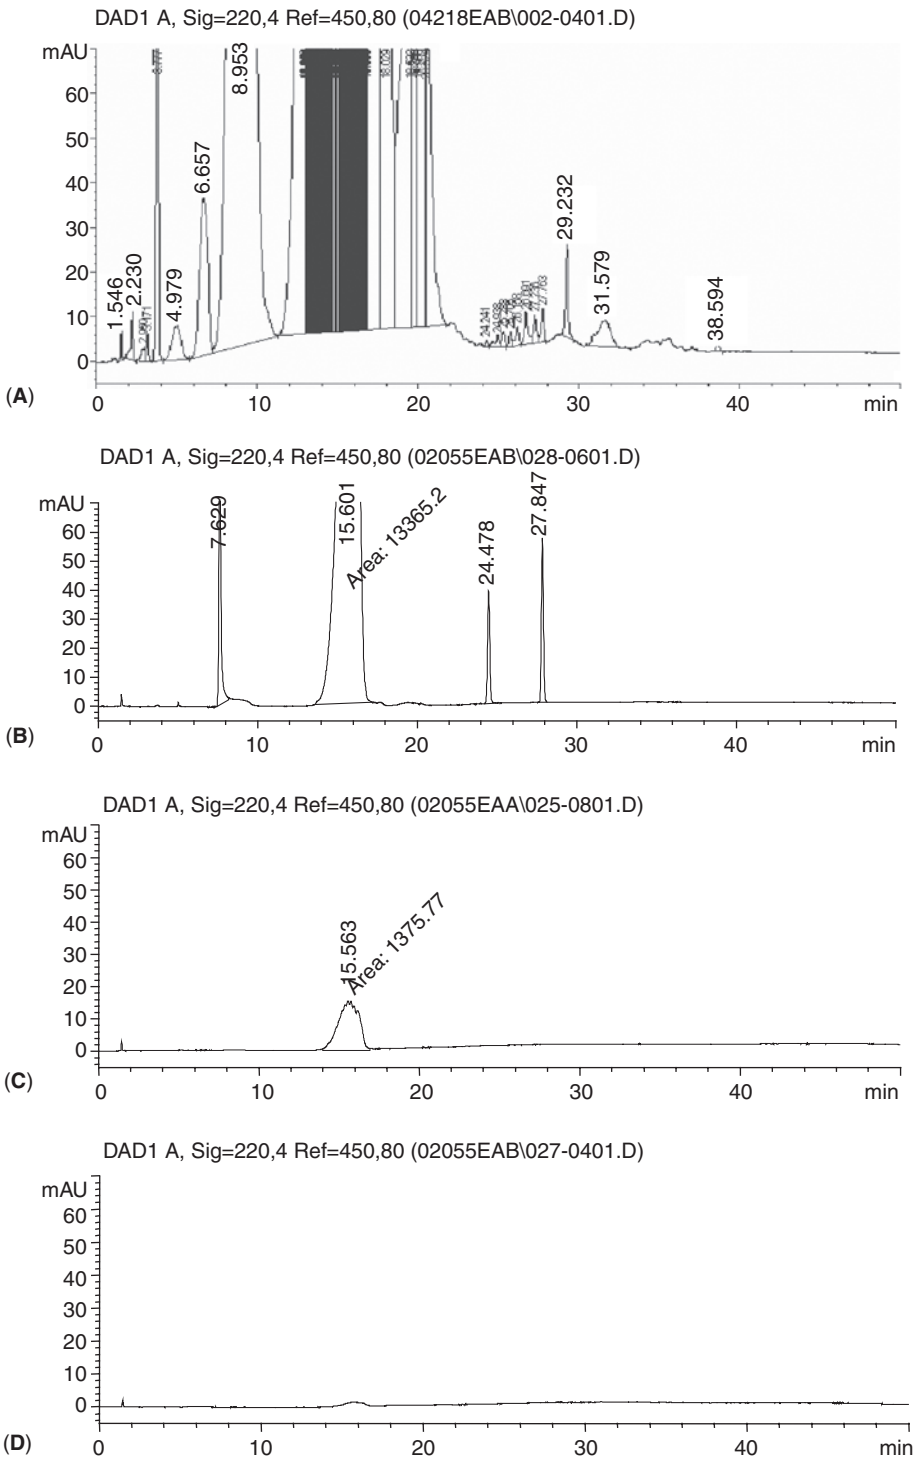 DAD1 A, Sig=220,4 Ref=450,80 (04218EAB\002-0401.D)
mAU
60
50
40
30
20
10
0
1.546
2.230
4.979
6.657
8.953
29.232
31.579
38.594
(A)
0 10 20 30 40 min
DAD1 A, Sig=220,4 Ref=450,80 (02055EAB\028-0601.D)
mAU
60
50
40
30
20
10
0
7.629
15.601
Area: 13365.2
24.478
27.847
(B)
0 10 20 30 40 min
DAD1 A, Sig=220,4 Ref=450,80 (02055EAA\025-0801.D)
mAU
60
50
40
30
20
10
0
15.563
Area: 1375.77
(C)
0 10 20 30 40 min
DAD1 A, Sig=220,4 Ref=450,80 (02055EAB\027-0401.D)
mAU
60
50
40
30
20
10
0
(D)
0 10 20 30 40 min